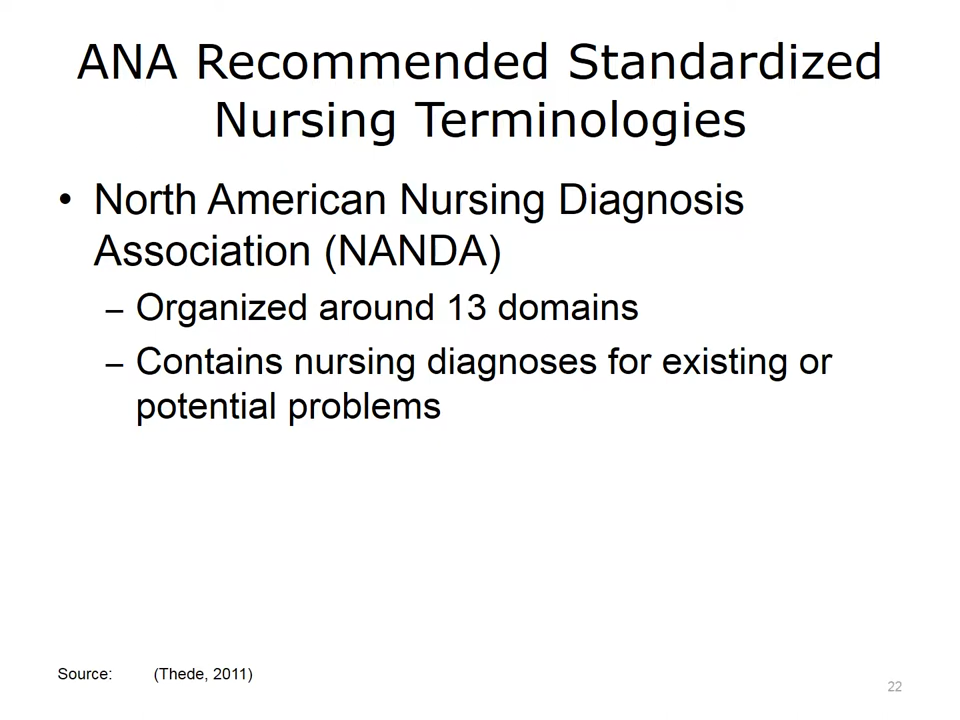 ANA Recommended Standardized
Nursing Terminologies
• North American Nursing Diagnosis
Association (NANDA)
– Organized around 13 domains
– Contains nursing diagnoses for existing or
potential problems
Source: (Thede, 2011)
22